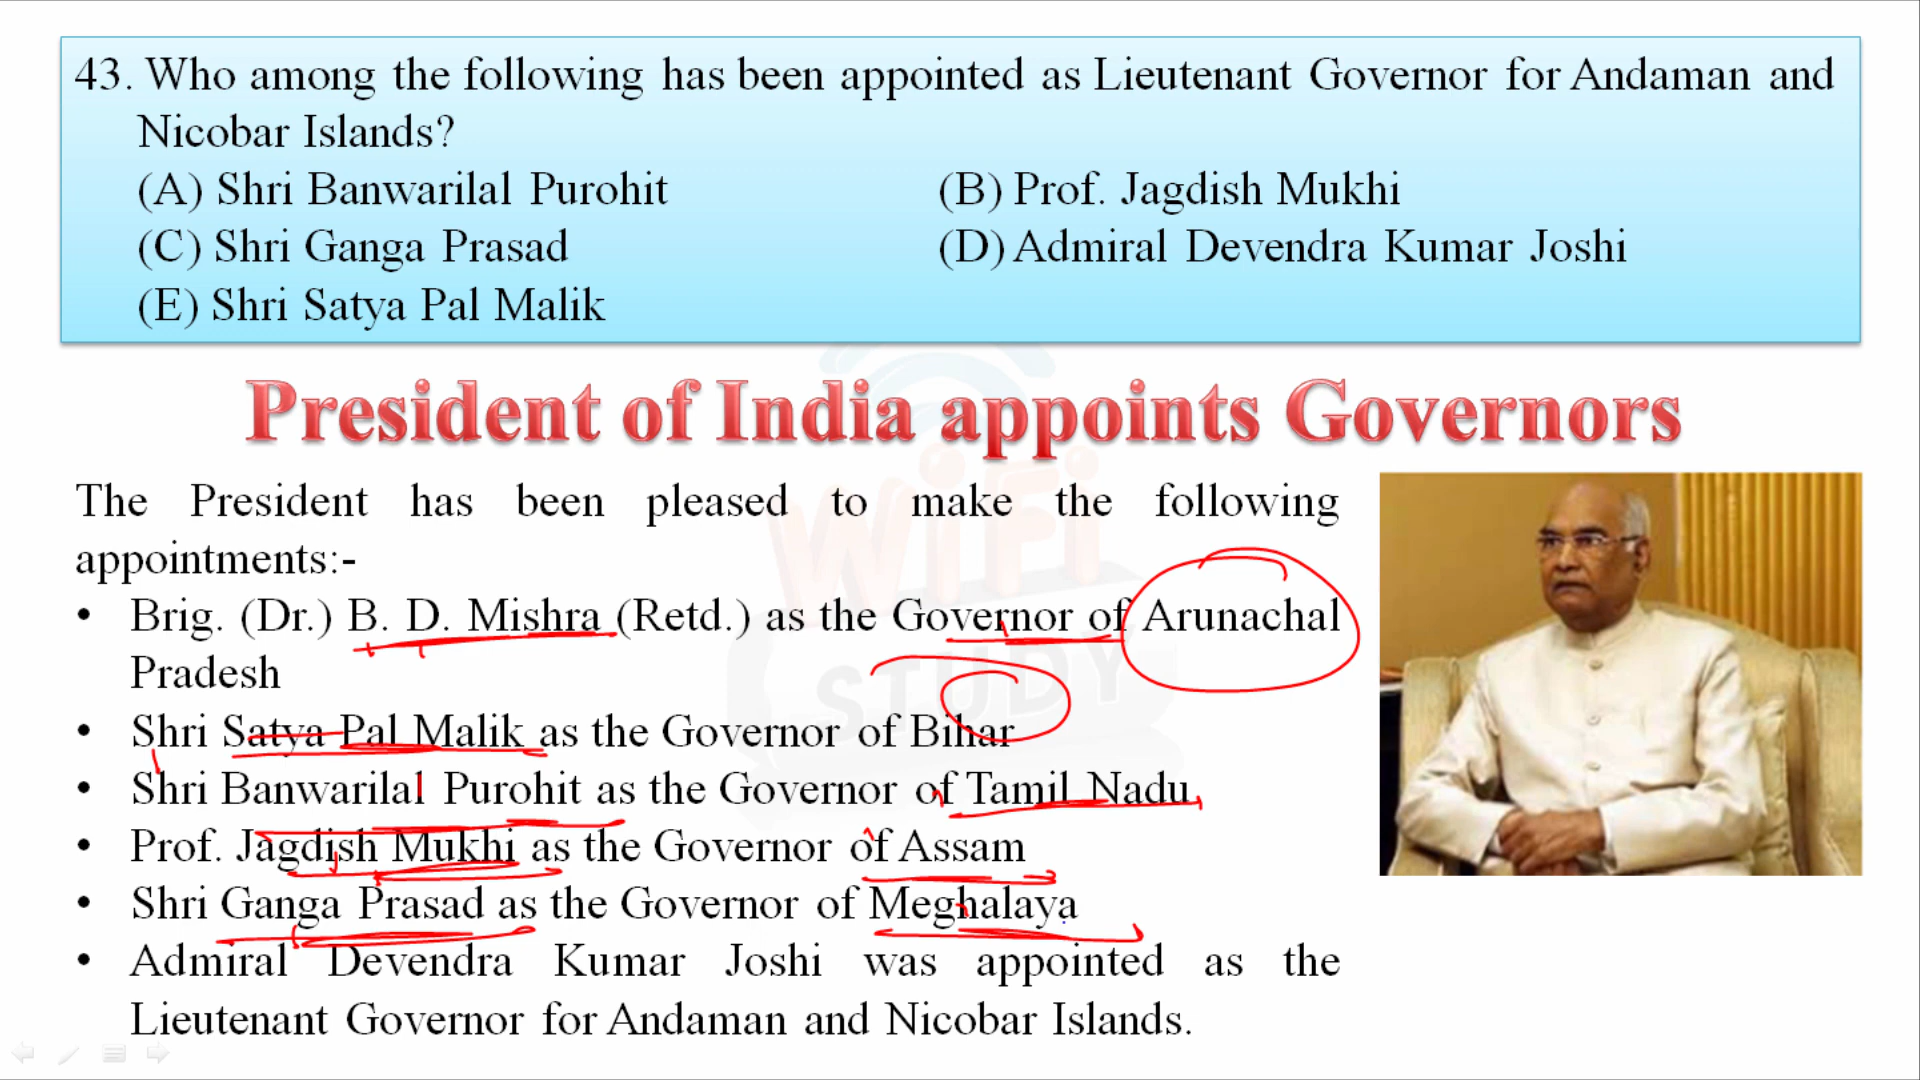 43. Who among the following has been appointed as Lieutenant Governor for Andaman and
Nicobar Islands?
(A) Shri Banwarilal Purohit (B) Prof. Jagdish Mukhi
(C) Shri Ganga Prasad (D) Admiral Devendra Kumar Joshi
(E) Shri Satya Pal Malik
President of India appoints Governors
The President has been pleased to make the following
appointments:-
• Brig. (Dr.) B. D. Mishra (Retd.) as the Governor of Arunachal
Pradesh
• Shri Satya Pal Malik as the Governor of Bihar
• Shri Banwarilal Purohit as the Governor of Tamil Nadu
• Prof. Jagdish Mukhi as the Governor of Assam
• Shri Ganga Prasad as the Governor of Meghalaya
• Admiral Devendra Kumar Joshi was appointed as the
Lieutenant Governor for Andaman and Nicobar Islands.
WiFi
STUDY